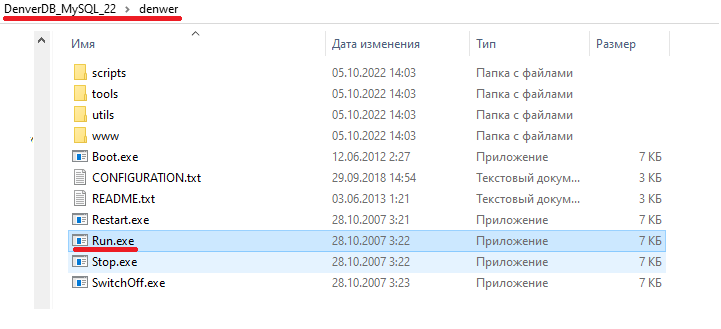 DenverDB_MySQL_22 > denwer
Имя Дата изменения Тип Размер
scripts 05.10.2022 14:03 Папка с файлами
tools 05.10.2022 14:03 Папка с файлами
utils 05.10.2022 14:03 Папка с файлами
www 05.10.2022 14:03 Папка с файлами
Boot.exe 12.06.2012 2:27 Приложение 7 КБ
CONFIGURATION.txt 29.09.2018 14:54 Текстовый докум... 3 КБ
README.txt 03.06.2013 1:21 Текстовый докум... 3 КБ
Restart.exe 28.10.2007 3:21 Приложение 7 КБ
Run.exe 28.10.2007 3:22 Приложение 7 КБ
Stop.exe 28.10.2007 3:22 Приложение 7 КБ
SwitchOff.exe 28.10.2007 3:23 Приложение 7 КБ